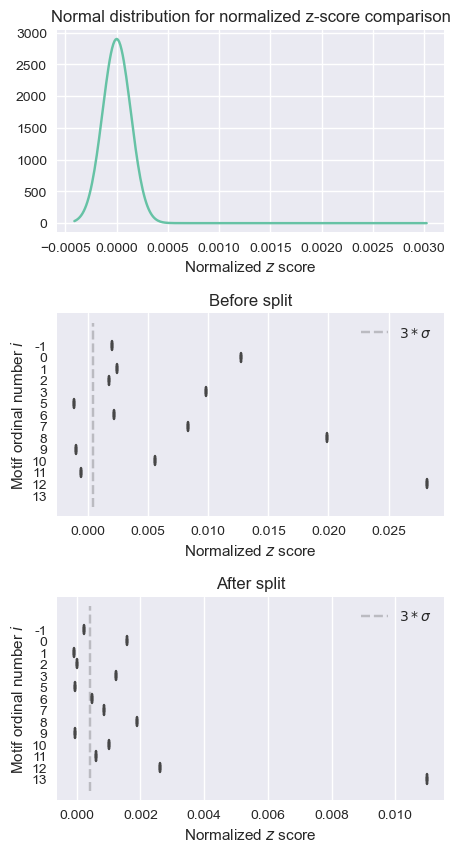 Normal distribution for normalized z-score comparison
3000
2500
2000
1500
1000
500
0
−0.0005 0.0000 0.0005 0.0010 0.0015 0.0020 0.0025 0.0030
Normalized z score
Before split
3 * σ
Motif ordinal number i
-1
0
1
2
3
5
6
7
8
9
10
11
12
13
0.000 0.005 0.010 0.015 0.020 0.025
Normalized z score
After split
3 * σ
Motif ordinal number i
-1
0
1
2
3
5
6
7
8
9
10
11
12
13
0.000 0.002 0.004 0.006 0.008 0.010
Normalized z score